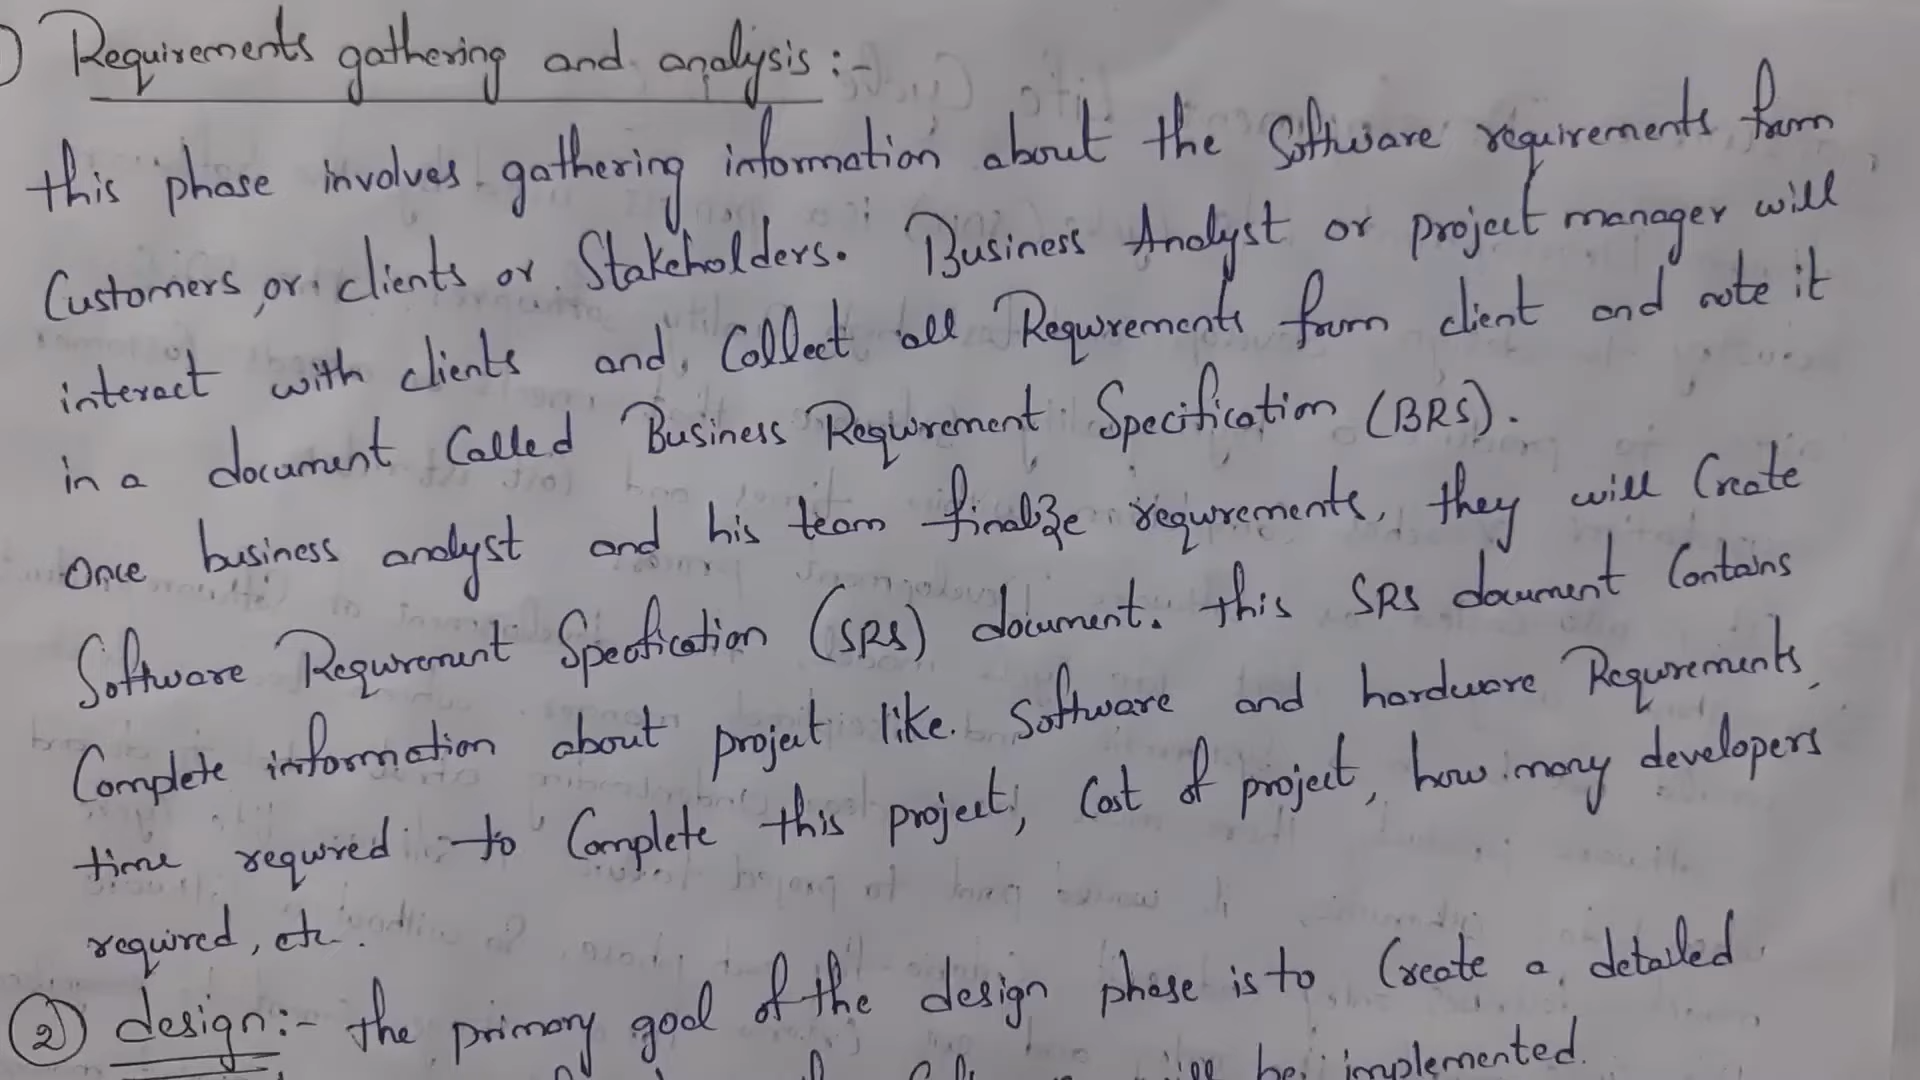 ) Requirements gathering and analysis :-
this phase involves gathering information about the Software requirements from
Customers or clients or Stakeholders. Business Analyst or project manager will
interact with clients and Collect all Requirements from client and note it
in a document Called Business Requirement Specification (BRS).
Once business analyst and his team finalize requirements, they will Create
Software Requirement Specification (SRS) document. this SRS document Contains
Complete information about project like Software and hardware Requirements,
time required to Complete this project, Cost of project, how many developers
required, etc.
② design:- the primary goal of the design phase is to Create a detailed
will be implemented.